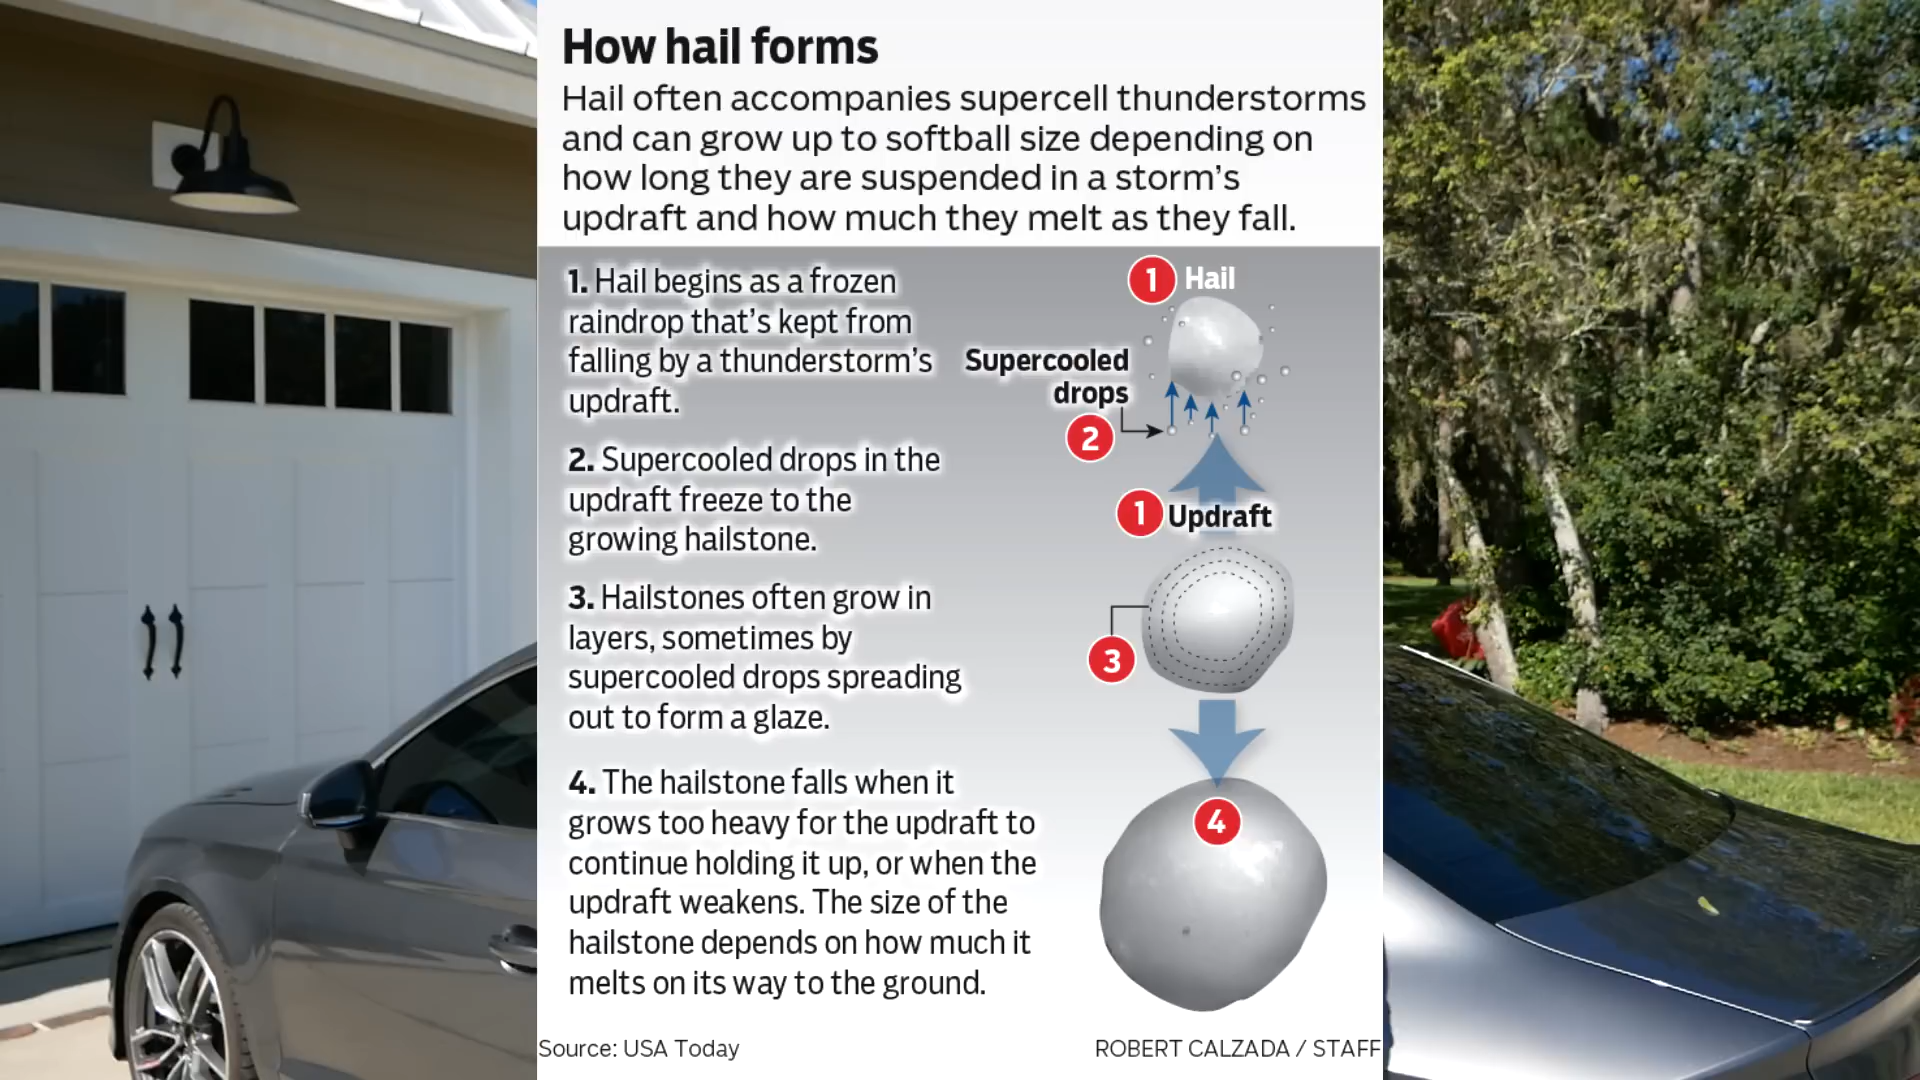 How hail forms
Hail often accompanies supercell thunderstorms
and can grow up to softball size depending on
how long they are suspended in a storm's
updraft and how much they melt as they fall.
1. Hail begins as a frozen
raindrop that's kept from
falling by a thunderstorm's
updraft.
2. Supercooled drops in the
updraft freeze to the
growing hailstone.
3. Hailstones often grow in
layers, sometimes by
supercooled drops spreading
out to form a glaze.
4. The hailstone falls when it
grows too heavy for the updraft to
continue holding it up, or when the
updraft weakens. The size of the
hailstone depends on how much it
melts on its way to the ground.
1 Hail
Supercooled
drops
2
1 Updraft
3
4
Source: USA Today
ROBERT CALZADA / STAFF